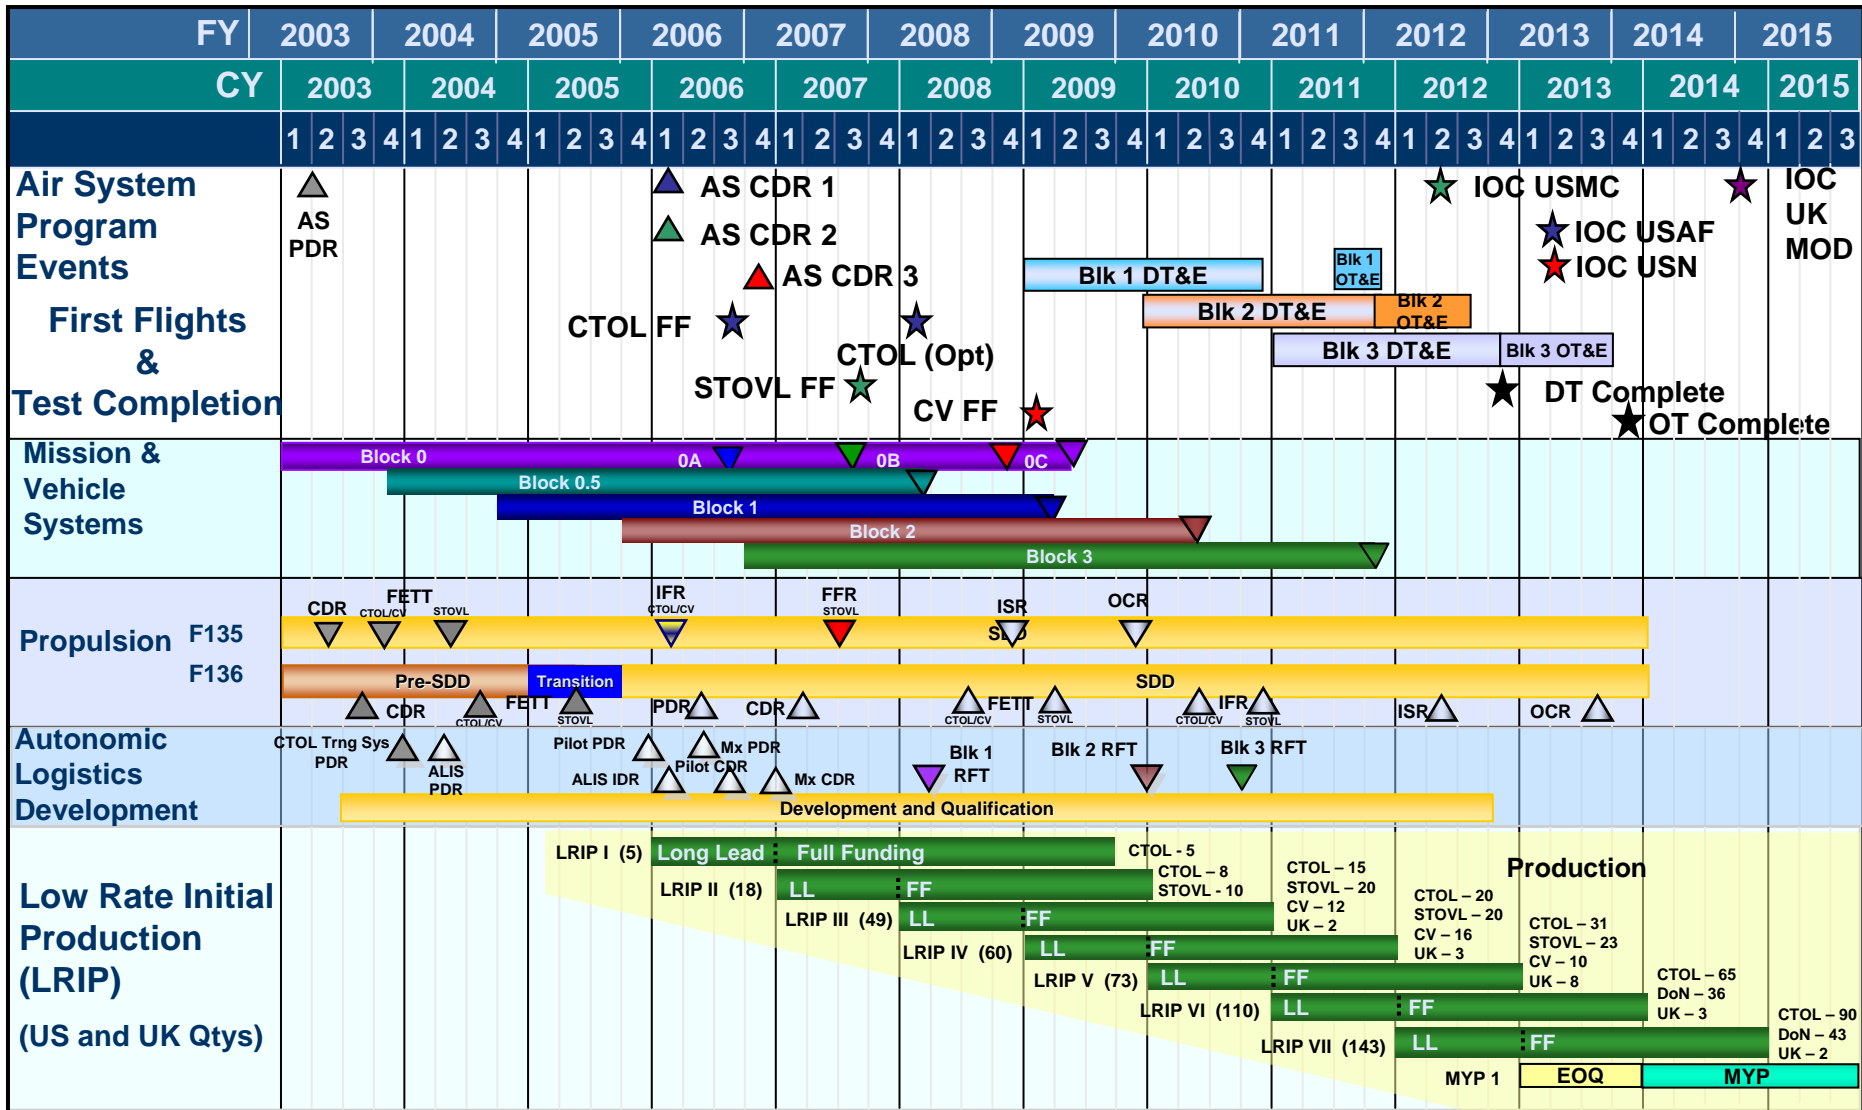 FY 2003 2004 2005 2006 2007 2008 2009 2010 2011 2012 2013 2014 2015
CY 2003 2004 2005 2006 2007 2008 2009 2010 2011 2012 2013 2014 2015
1 2 3 4 1 2 3 4 1 2 3 4 1 2 3 4 1 2 3 4 1 2 3 4 1 2 3 4 1 2 3 4 1 2 3 4 1 2 3 4 1 2 3 4 1 2 3 4 1 2 3
Air System
Program
Events
First Flights
&
Test Completion
AS
PDR
AS CDR 1
AS CDR 2
AS CDR 3
CTOL FF
CTOL (Opt)
STOVL FF
CV FF
IOC USMC
IOC USAF
IOC USN
IOC
UK
MOD
Blk 1 DT&E
Blk 1
OT&E
Blk 2 DT&E
Blk 2
OT&E
Blk 3 DT&E
Blk 3 OT&E
DT Complete
OT Complete
Mission &
Vehicle
Systems
Block 0 0A 0B 0C
Block 0.5
Block 1
Block 2
Block 3
Propulsion
F135
CDR
FETT
CTOL/CV STOVL
IFR
CTOL/CV
FFR
STOVL
ISR
OCR
SDD
F136
Pre-SDD
Transition
SDD
CDR
CTOL/CV
FETT
STOVL
PDR
CDR
CTOL/CV
FETT
STOVL
CTOL/CV
IFR
STOVL
ISR
OCR
Autonomic
Logistics
Development
CTOL Trng Sys
PDR
ALIS
PDR
Pilot PDR
ALIS IDR
Mx PDR
Pilot CDR
Mx CDR
Blk 1
RFT
Blk 2 RFT
Blk 3 RFT
Development and Qualification
Low Rate Initial
Production
(LRIP)
(US and UK Qtys)
Production
LRIP I (5) Long Lead Full Funding
CTOL - 5
LRIP II (18) LL FF
CTOL – 8
STOVL - 10
LRIP III (49) LL FF
CTOL – 15
STOVL – 20
CV – 12
UK – 2
LRIP IV (60) LL FF
CTOL – 20
STOVL – 20
CV – 16
UK – 3
LRIP V (73) LL FF
CTOL – 31
STOVL – 23
CV – 10
UK – 8
LRIP VI (110) LL FF
CTOL – 65
DoN – 36
UK – 3
LRIP VII (143) LL FF
CTOL – 90
DoN – 43
UK – 2
MYP 1 EOQ MYP